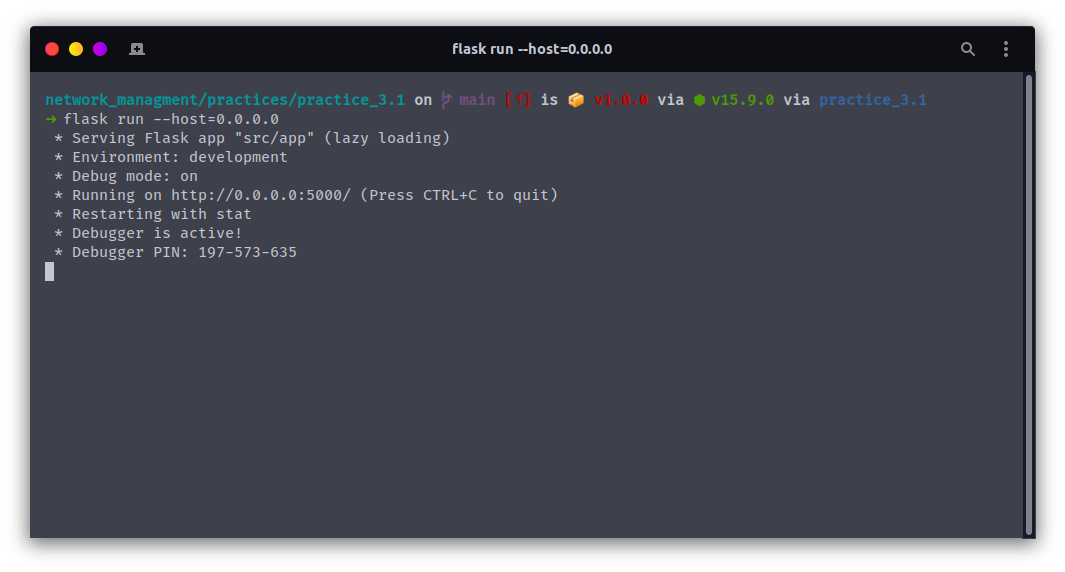 flask run --host=0.0.0.0
network_managment/practices/practice_3.1 on main [↑] is 📦 v1.0.0 via ⬢ v15.9.0 via practice_3.1
➜ flask run --host=0.0.0.0
* Serving Flask app "src/app" (lazy loading)
* Environment: development
* Debug mode: on
* Running on http://0.0.0.0:5000/ (Press CTRL+C to quit)
* Restarting with stat
* Debugger is active!
* Debugger PIN: 197-573-635